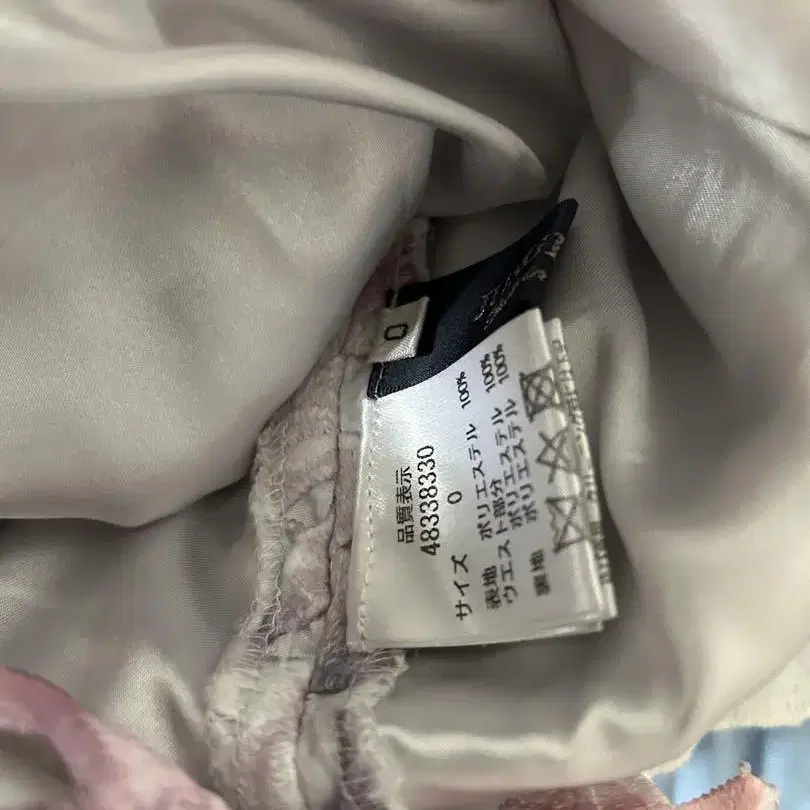 0
品質表示
48338330
サイズ 0
表地 ポリエステル 100%
ウエスト部分
ポリエステル 100%
裏地 ポリエステル 100%